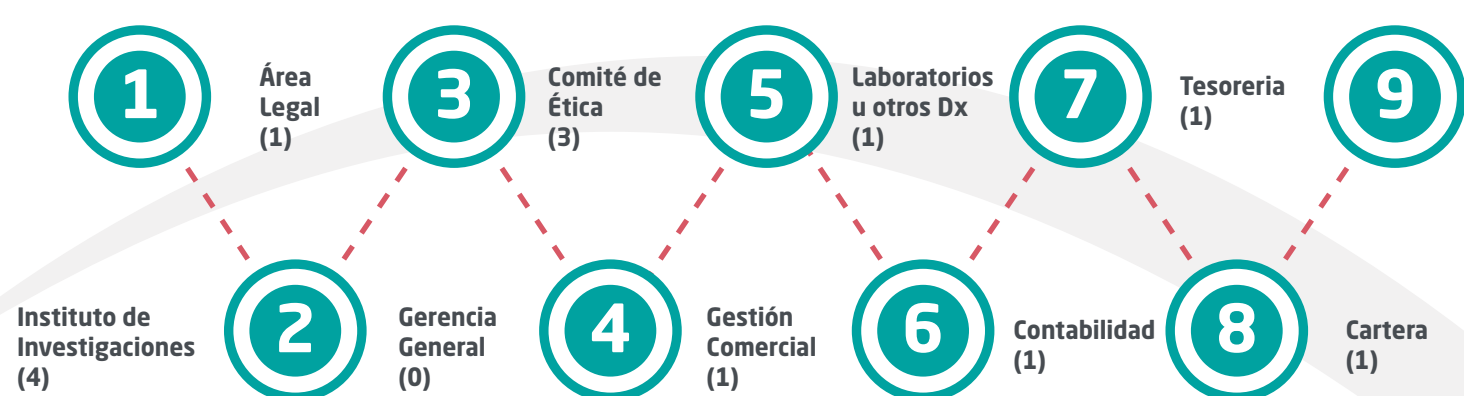 1
Área
Legal
(1)
3
Comité de
Ética
(3)
5
Laboratorios
u otros Dx
(1)
7
Tesoreria
(1)
9
Instituto de
Investigaciones
(4)
2
Gerencia
General
(0)
4
Gestión
Comercial
(1)
6
Contabilidad
(1)
8
Cartera
(1)